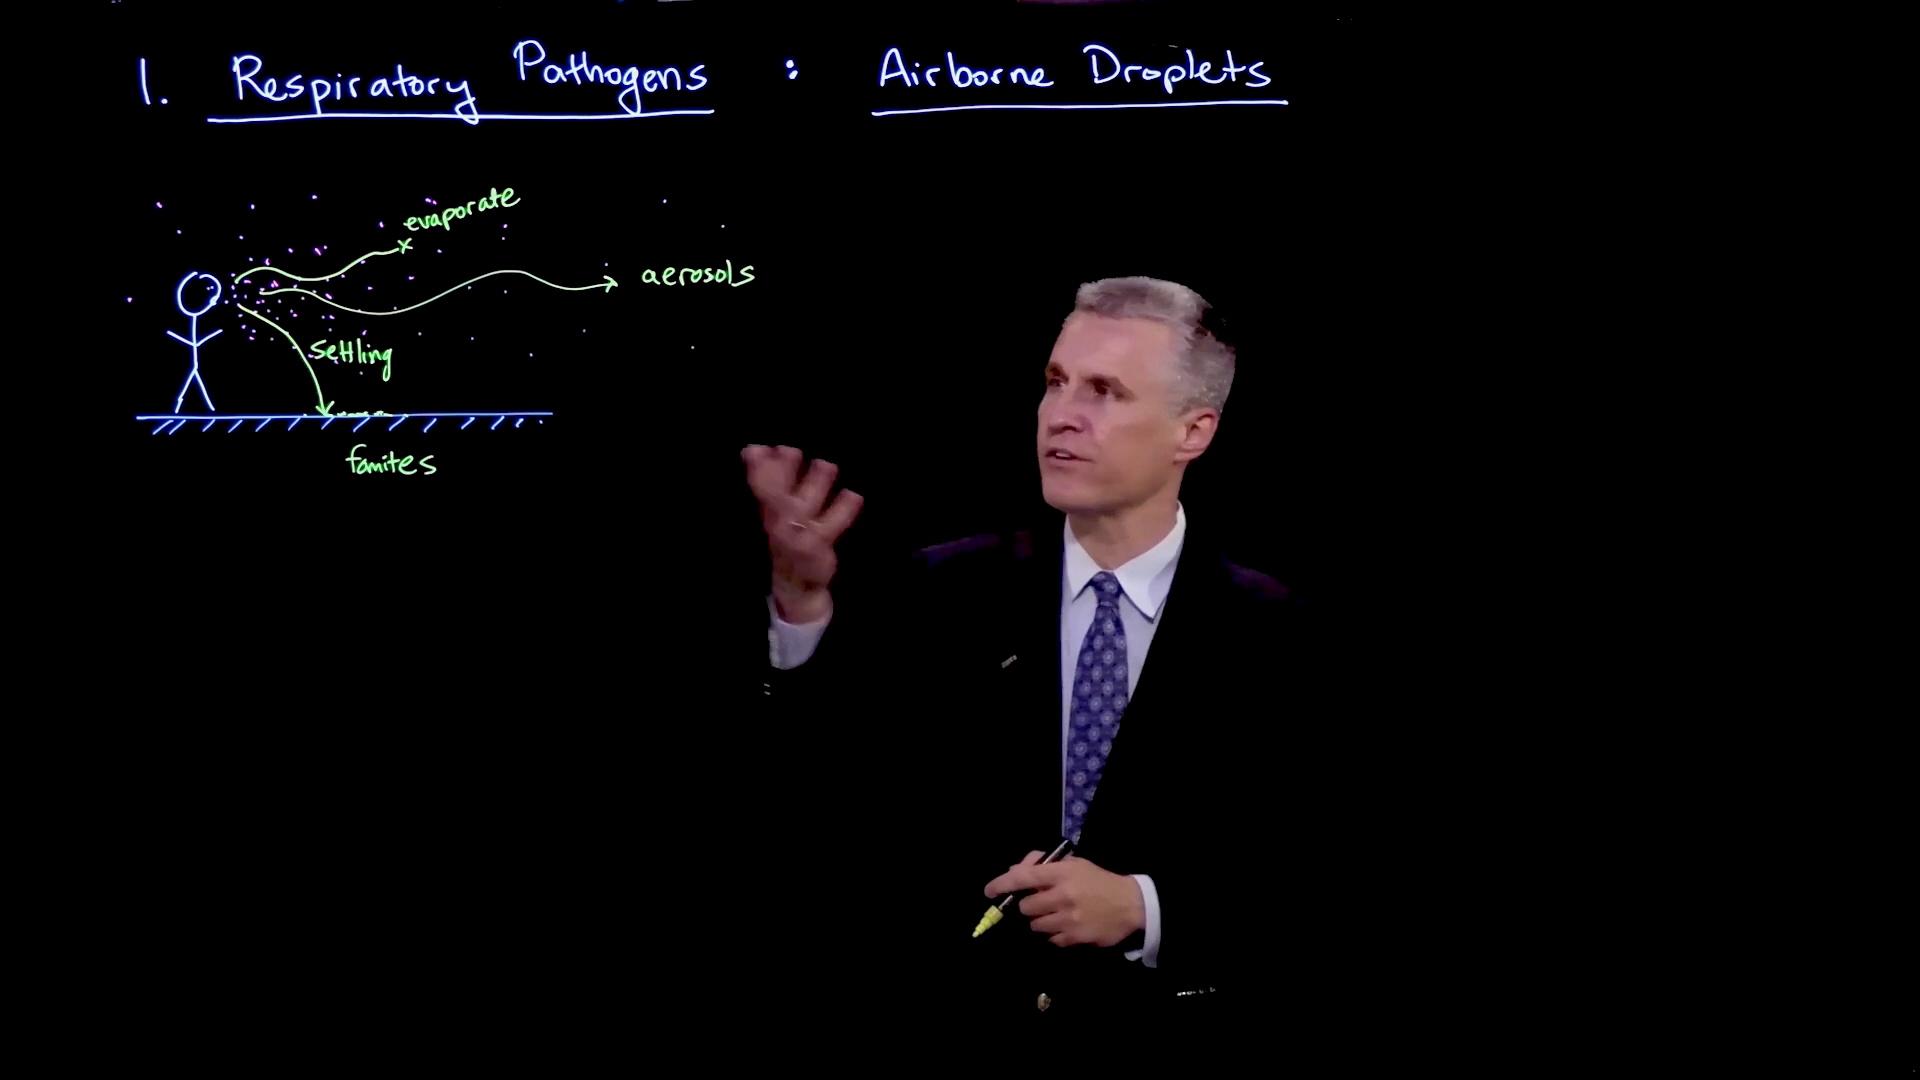 1. Respiratory Pathogens : Airborne Droplets
evaporate
aerosols
settling
fomites